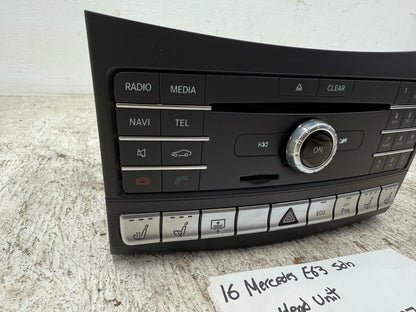 RADIO MEDIA CLEAR
NAVI TEL
ON
ECO
16 Mercedes E63 sdn
Head Unit